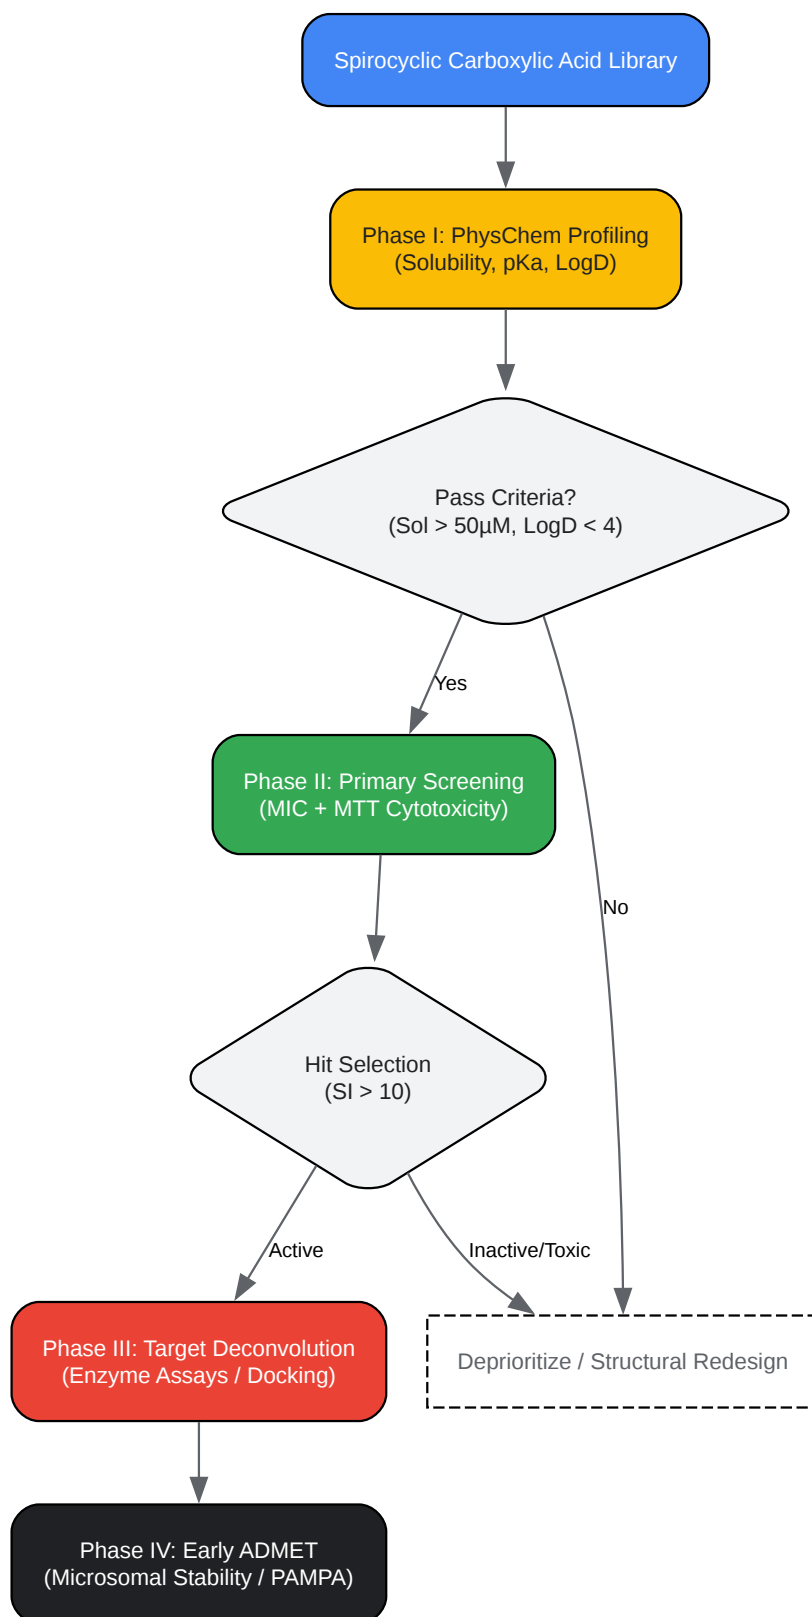 Spirocyclic Carboxylic Acid Library
Phase I: PhysChem Profiling
(Solubility, pKa, LogD)
Pass Criteria?
(Sol > 50µM, LogD < 4)
Yes
Phase II: Primary Screening
(MIC + MTT Cytotoxicity)
No
Hit Selection
(SI > 10)
Active
Inactive/Toxic
Phase III: Target Deconvolution
(Enzyme Assays / Docking)
Deprioritize / Structural Redesign
Phase IV: Early ADMET
(Microsomal Stability / PAMPA)